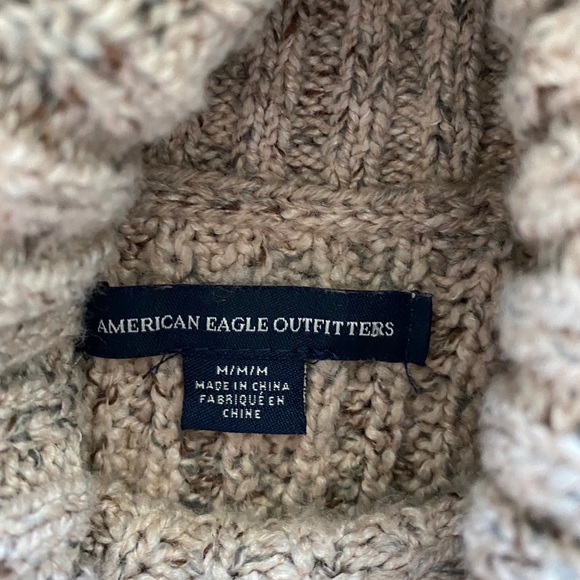 AMERICAN EAGLE OUTFITTERS
M/M/M
MADE IN CHINA
FABRIQUÉ EN
CHINE